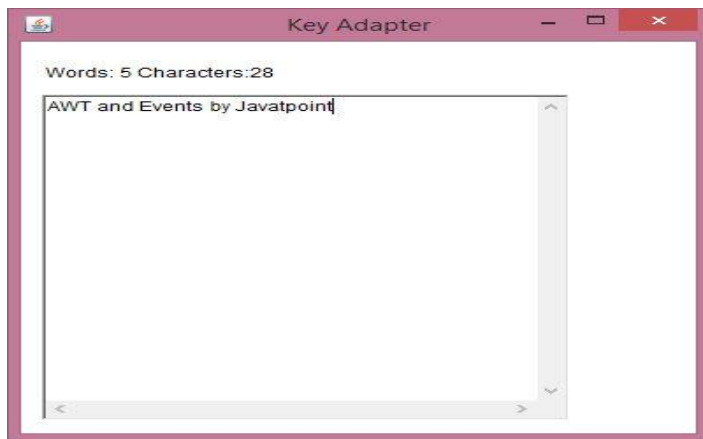 Key Adapter
Words: 5 Characters:28
AWT and Events by Javatpoint